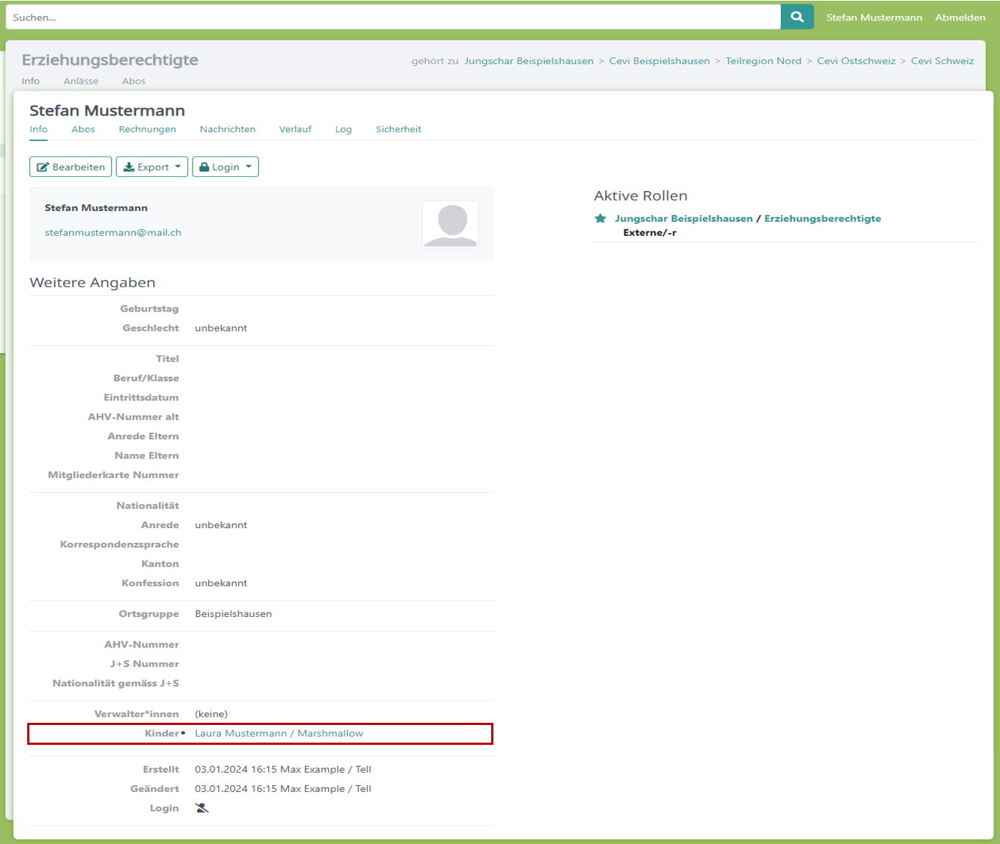 Suchen...
Stefan Mustermann Abmelden
Erziehungsberechtigte
gehört zu Jungschar Beispielshausen > Cevi Beispielshausen > Teilregion Nord > Cevi Ostschweiz > Cevi Schweiz
Info Anlässe Abos
Stefan Mustermann
Info Abos Rechnungen Nachrichten Verlauf Log Sicherheit
Bearbeiten Export Login
Stefan Mustermann
stefanmustermann@mail.ch
Aktive Rollen
Jungschar Beispielshausen / Erziehungsberechtigte
Externe/-r
Weitere Angaben
Geburtstag
Geschlecht unbekannt
Titel
Beruf/Klasse
Eintrittsdatum
AHV-Nummer alt
Anrede Eltern
Name Eltern
Mitgliederkarte Nummer
Nationalität
Anrede unbekannt
Korrespondenzsprache
Kanton
Konfession unbekannt
Ortsgruppe Beispielshausen
AHV-Nummer
J+S Nummer
Nationalität gemäss J+S
Verwalter*innen (keine)
Kinder • Laura Mustermann / Marshmallow
Erstellt 03.01.2024 16:15 Max Example / Tell
Geändert 03.01.2024 16:15 Max Example / Tell
Login